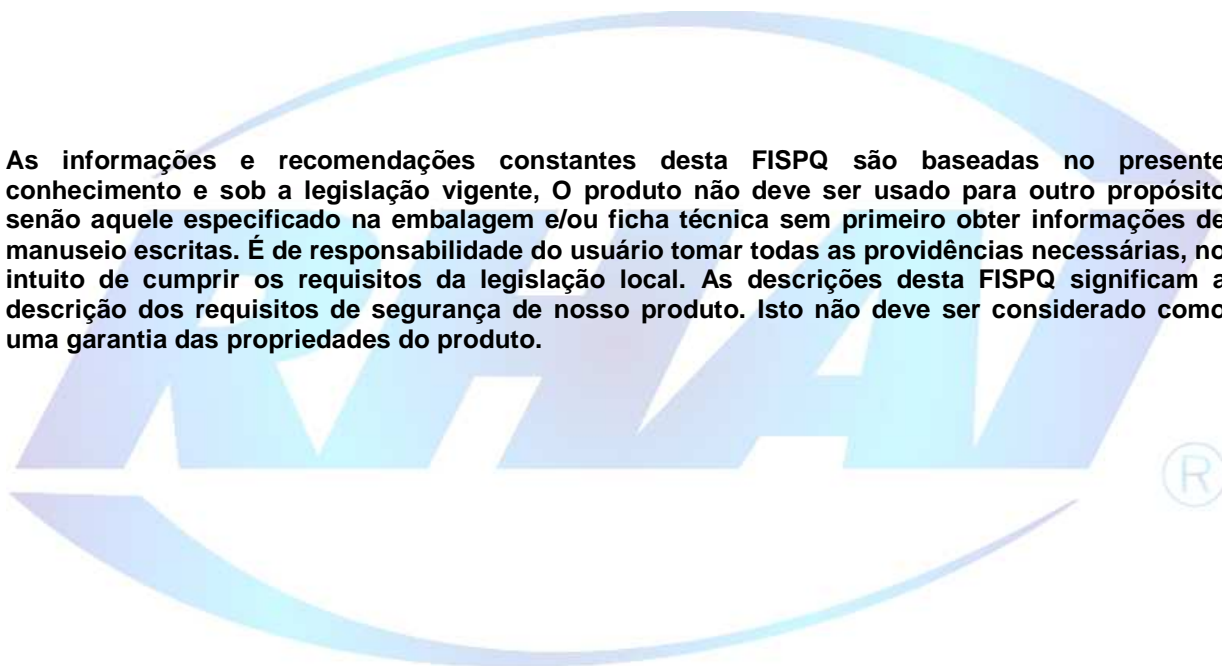 As informações e recomendações constantes desta FISPQ são baseadas no presente
conhecimento e sob a legislação vigente, O produto não deve ser usado para outro propósito
senão aquele especificado na embalagem e/ou ficha técnica sem primeiro obter informações de
manuseio escritas. É de responsabilidade do usuário tomar todas as providências necessárias, no
intuito de cumprir os requisitos da legislação local. As descrições desta FISPQ significam a
descrição dos requisitos de segurança de nosso produto. Isto não deve ser considerado como
uma garantia das propriedades do produto.
RHAI
®